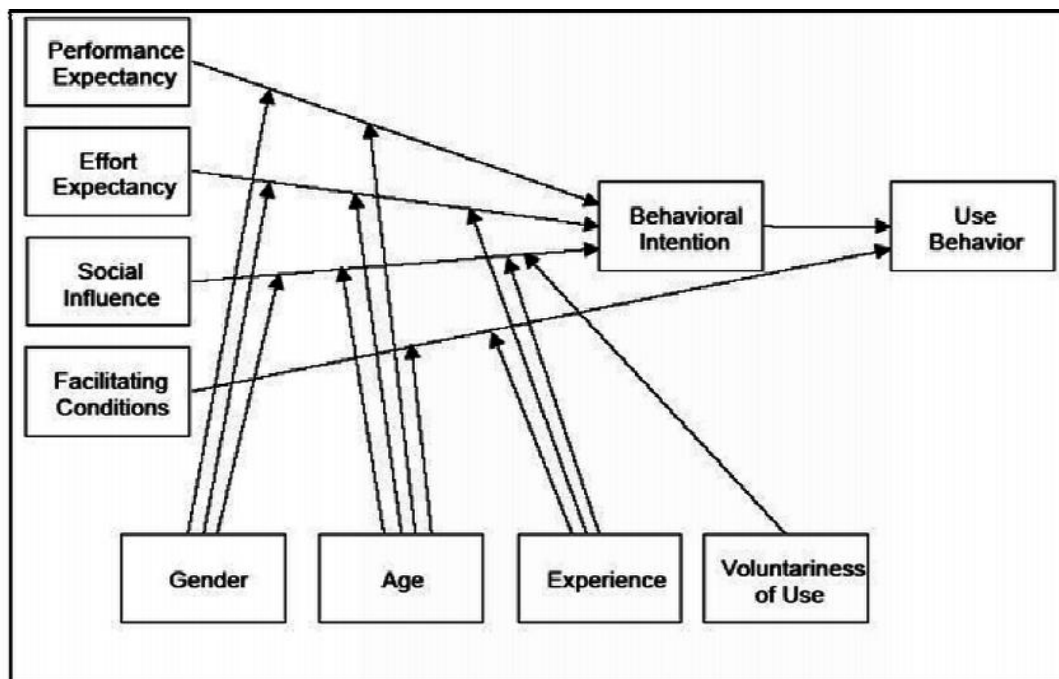 Performance
Expectancy
Effort
Expectancy
Social
Influence
Facilitating
Conditions
Behavioral
Intention
Use
Behavior
Gender
Age
Experience
Voluntariness
of Use